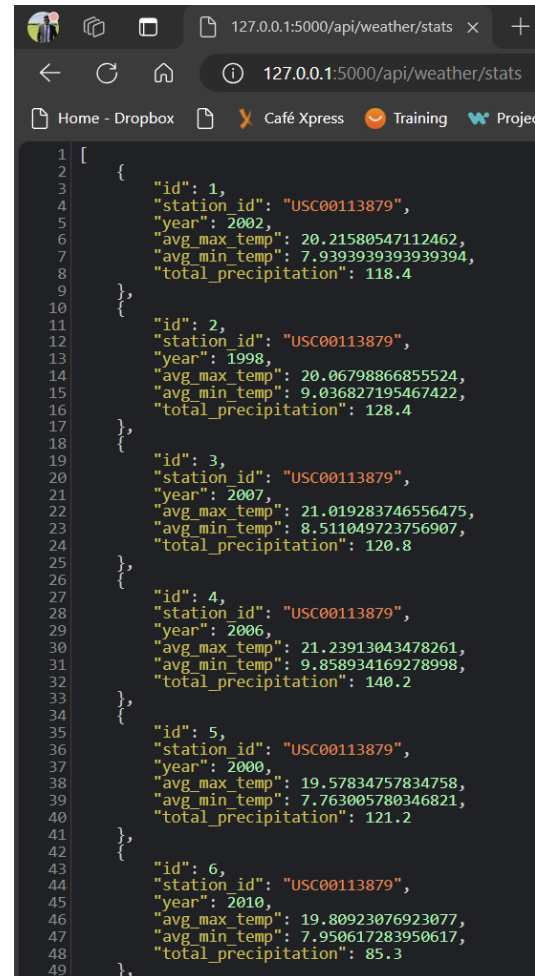 127.0.0.1:5000/api/weather/stats
127.0.0.1:5000/api/weather/stats
Home - Dropbox Café Xpress Training Projec
1 [
2 {
3 "id": 1,
4 "station_id": "USC00113879",
5 "year": 2002,
6 "avg_max_temp": 20.21580547112462,
7 "avg_min_temp": 7.9393939393939394,
8 "total_precipitation": 118.4
9 },
10 {
11 "id": 2,
12 "station_id": "USC00113879",
13 "year": 1998,
14 "avg_max_temp": 20.06798866855524,
15 "avg_min_temp": 9.036827195467422,
16 "total_precipitation": 128.4
17 },
18 {
19 "id": 3,
20 "station_id": "USC00113879",
21 "year": 2007,
22 "avg_max_temp": 21.019283746556475,
23 "avg_min_temp": 8.511049723756907,
24 "total_precipitation": 120.8
25 },
26 {
27 "id": 4,
28 "station_id": "USC00113879",
29 "year": 2006,
30 "avg_max_temp": 21.23913043478261,
31 "avg_min_temp": 9.858934169278998,
32 "total_precipitation": 140.2
33 },
34 {
35 "id": 5,
36 "station_id": "USC00113879",
37 "year": 2000,
38 "avg_max_temp": 19.57834757834758,
39 "avg_min_temp": 7.763005780346821,
40 "total_precipitation": 121.2
41 },
42 {
43 "id": 6,
44 "station_id": "USC00113879",
45 "year": 2010,
46 "avg_max_temp": 19.80923076923077,
47 "avg_min_temp": 7.950617283950617,
48 "total_precipitation": 85.3
49 },